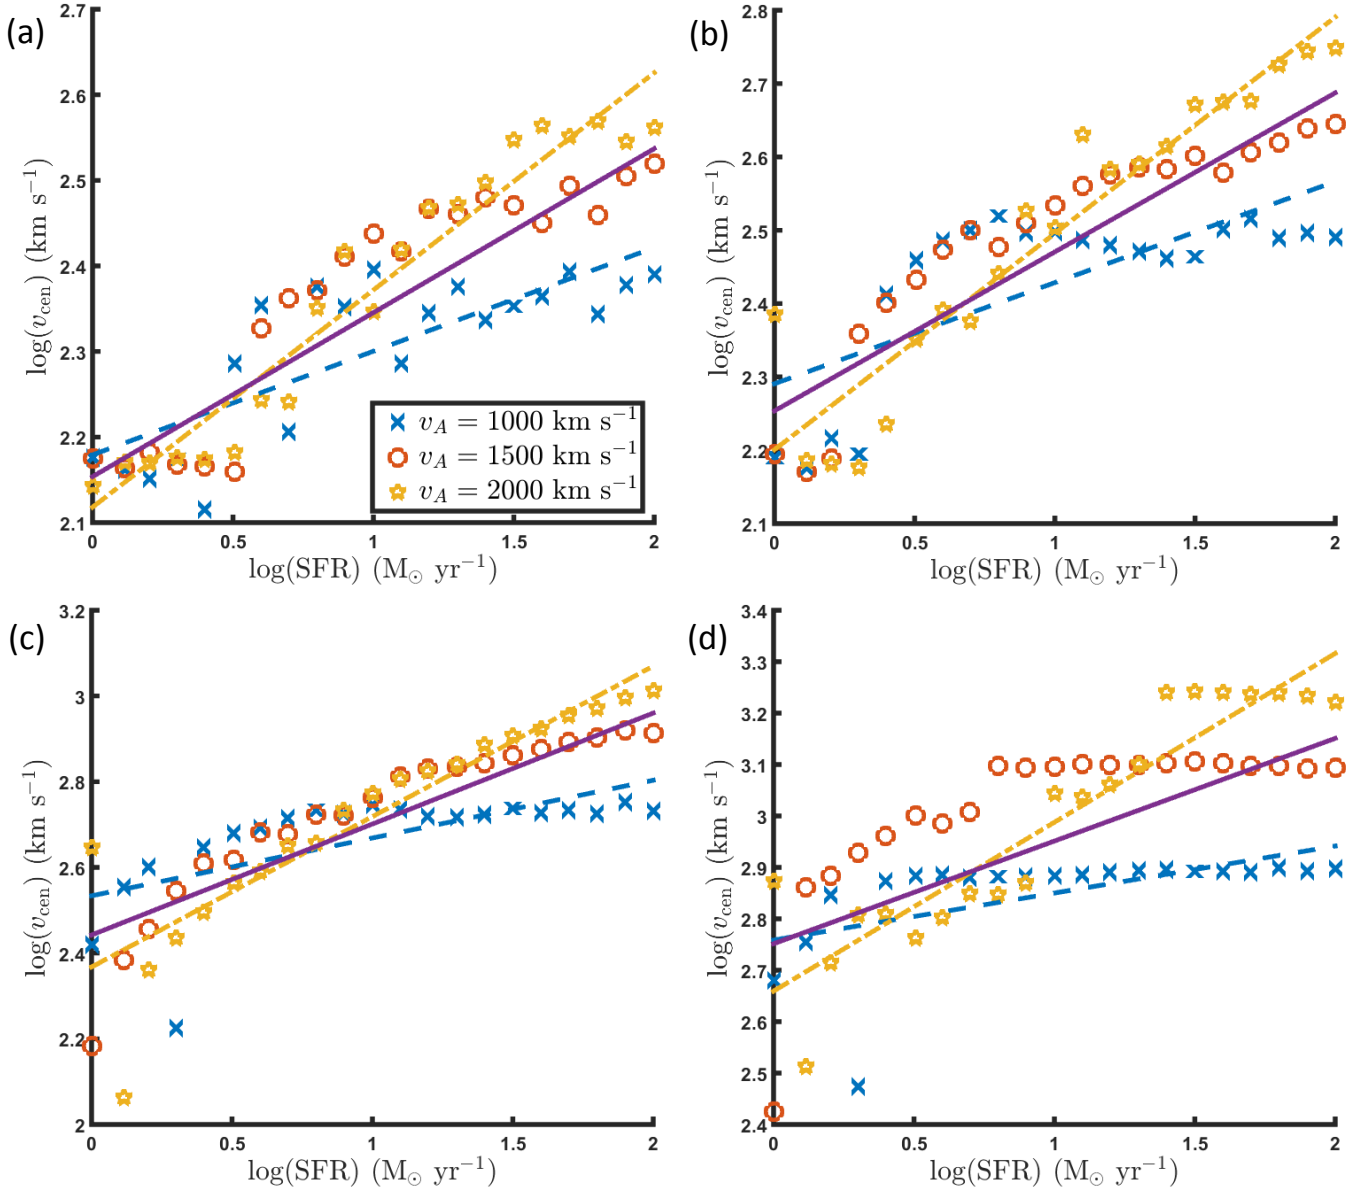 (a)
2.7
2.6
2.5
2.4
2.3
2.2
2.1
log(v_cen) (km s⁻¹)
0 0.5 1 1.5 2
log(SFR) (M⊙ yr⁻¹)
v_A = 1000 km s⁻¹
v_A = 1500 km s⁻¹
v_A = 2000 km s⁻¹
(b)
2.8
2.7
2.6
2.5
2.4
2.3
2.2
2.1
log(v_cen) (km s⁻¹)
0 0.5 1 1.5 2
log(SFR) (M⊙ yr⁻¹)
(c)
3.2
3
2.8
2.6
2.4
2.2
2
log(v_cen) (km s⁻¹)
0 0.5 1 1.5 2
log(SFR) (M⊙ yr⁻¹)
(d)
3.4
3.3
3.2
3.1
3
2.9
2.8
2.7
2.6
2.5
2.4
log(v_cen) (km s⁻¹)
0 0.5 1 1.5 2
log(SFR) (M⊙ yr⁻¹)